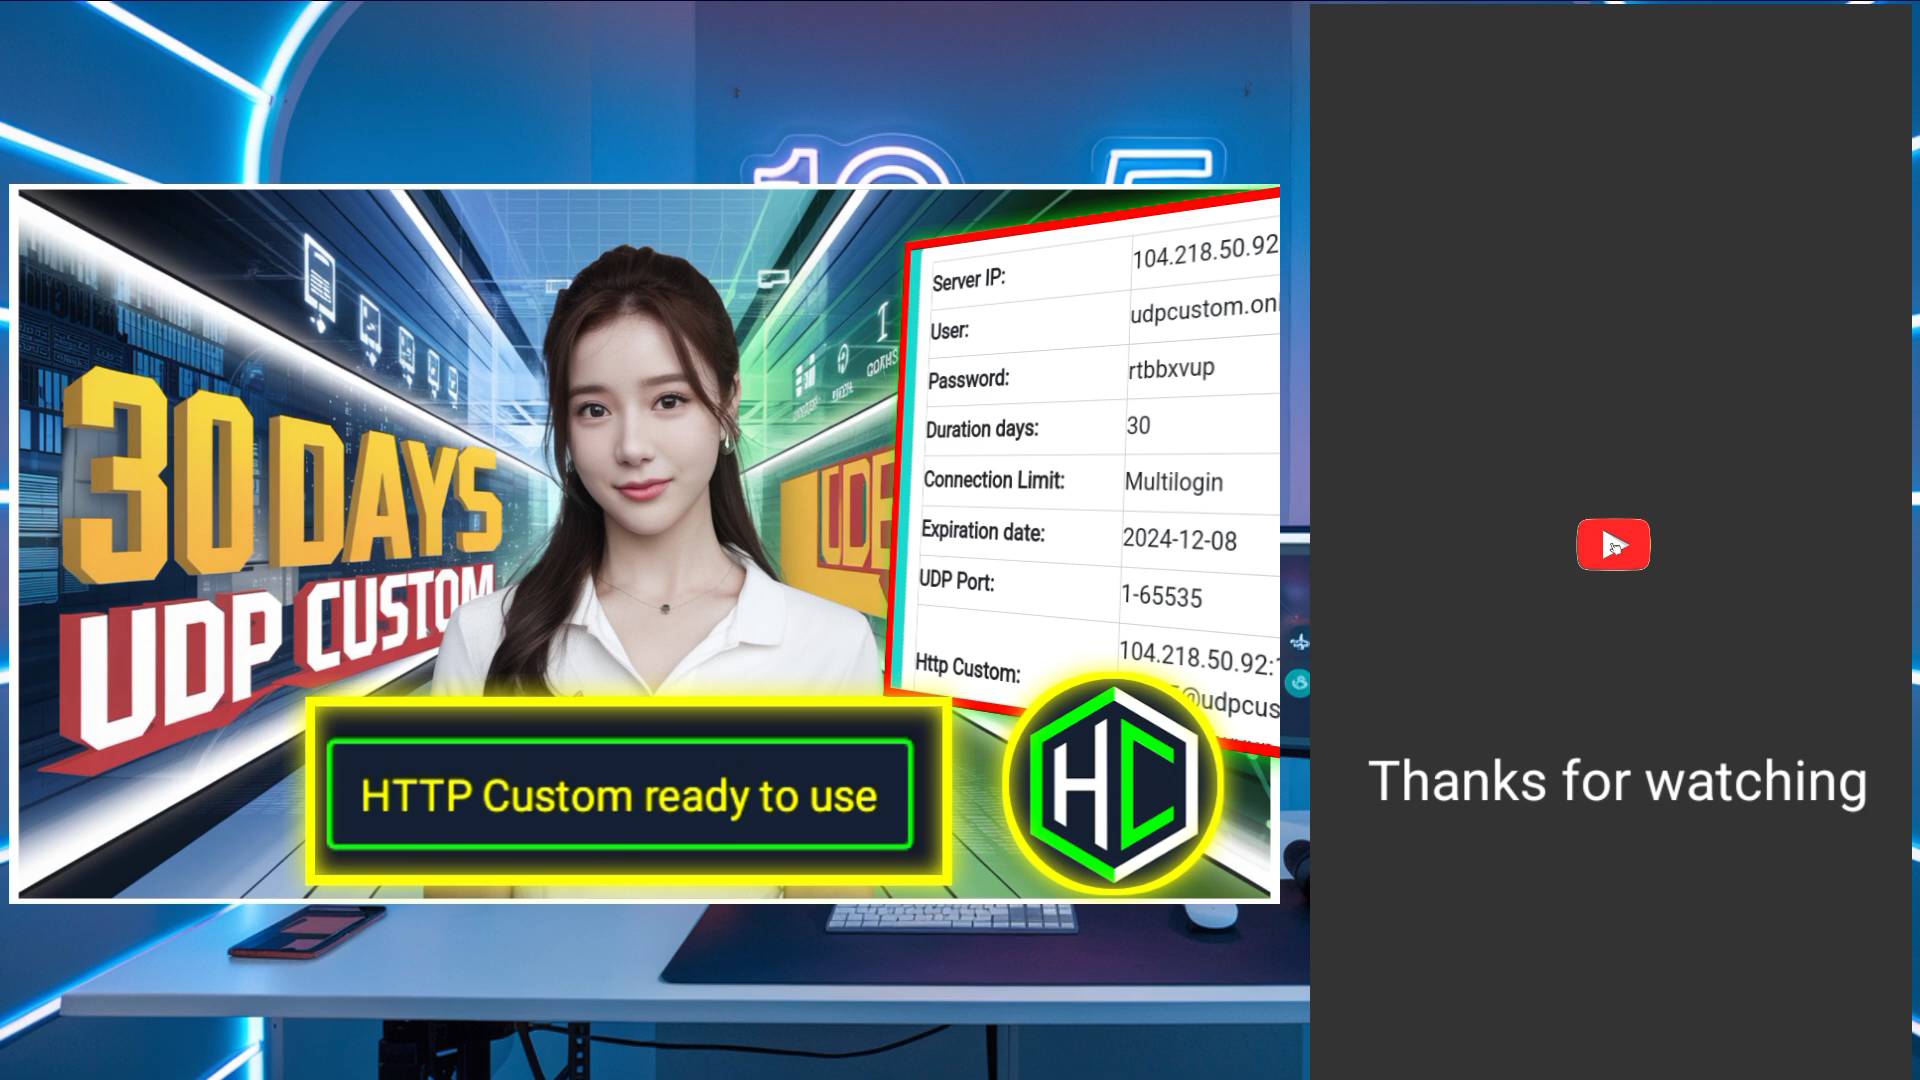 30 DAYS
UDP CUSTOM
UDP
Server IP: 104.218.50.92
User: udpcustom.on
Password: rtbbxvup
Duration days: 30
Connection Limit: Multilogin
Expiration date: 2024-12-08
UDP Port: 1-65535
Http Custom: 104.218.50.92:
@udpcus
HTTP Custom ready to use
HC
Thanks for watching